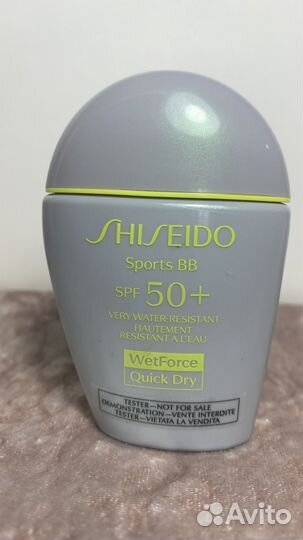 SHISEIDO
Sports BB
SPF 50+
VERY WATER-RESISTANT
HAUTEMENT
RESISTANT A L'EAU
WetForce
Quick Dry
TESTER—NOT FOR SALE
DEMONSTRATION—VENTE INTERDITE
TESTER—VIETATA LA VENDITA
Avito